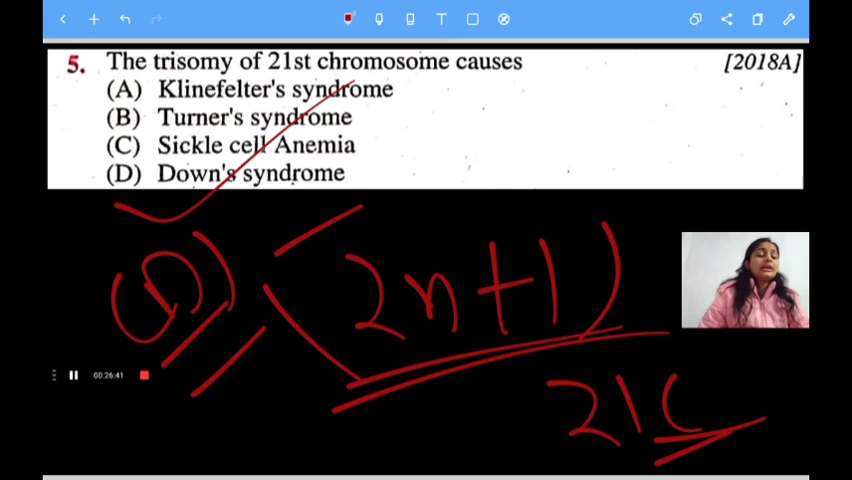 5. The trisomy of 21st chromosome causes [2018A]
(A) Klinefelter's syndrome
(B) Turner's syndrome
(C) Sickle cell Anemia
(D) Down's syndrome
(D) (2n+1)
00:26:41
21C